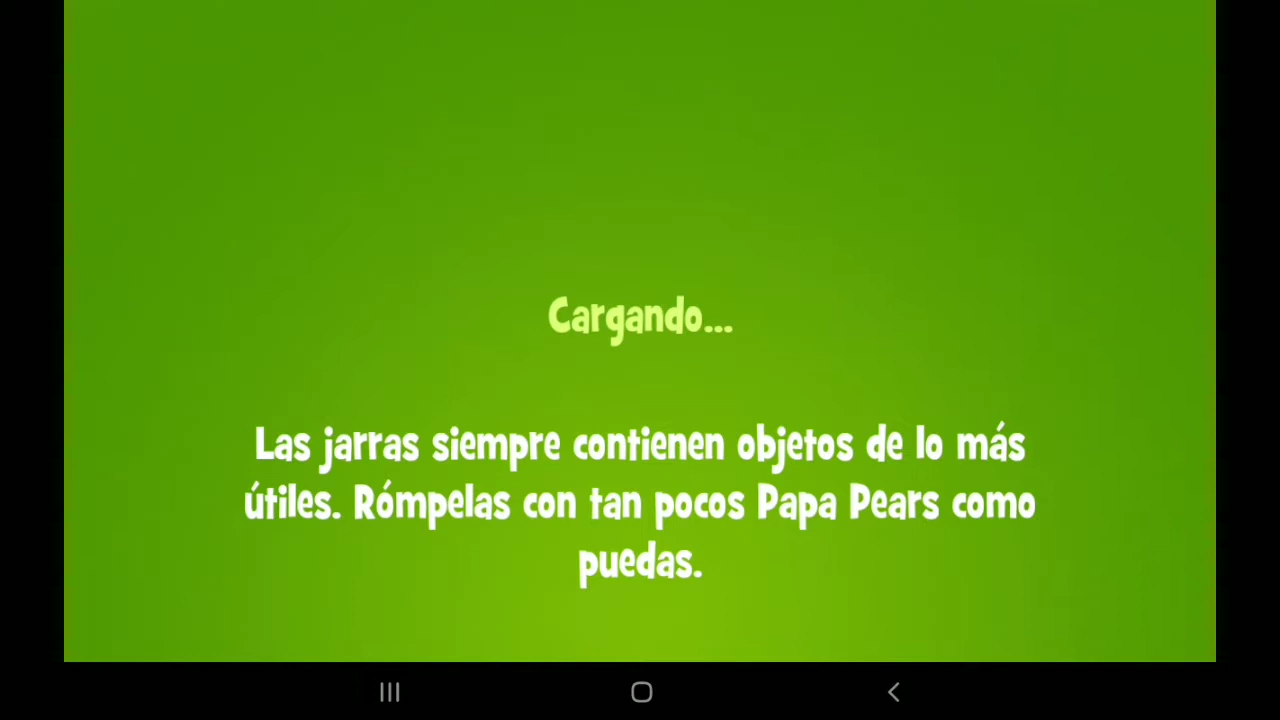 Cargando...
Las jarras siempre contienen objetos de lo más
útiles. Rómpelas con tan pocos Papa Pears como
puedas.